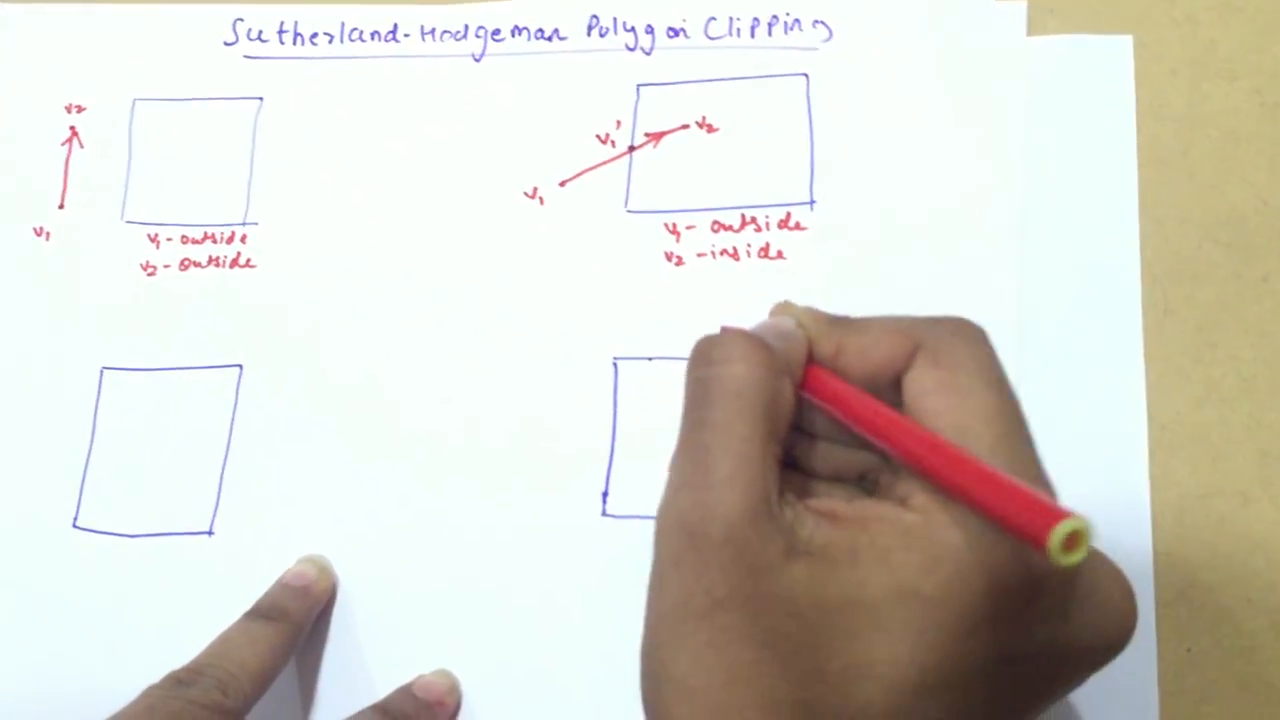 Sutherland-Hodgeman Polygon Clipping
v2
v1
v1 - outside
v2 - outside
v1'
v2
v1
v1 - outside
v2 - inside